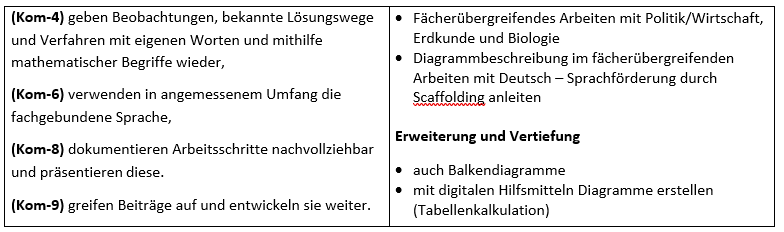 (Kom-4) geben Beobachtungen, bekannte Lösungswege
und Verfahren mit eigenen Worten und mithilfe
mathematischer Begriffe wieder,
(Kom-6) verwenden in angemessenem Umfang die
fachgebundene Sprache,
(Kom-8) dokumentieren Arbeitsschritte nachvollziehbar
und präsentieren diese.
(Kom-9) greifen Beiträge auf und entwickeln sie weiter.
• Fächerübergreifendes Arbeiten mit Politik/Wirtschaft,
Erdkunde und Biologie
• Diagrammbeschreibung im fächerübergreifenden
Arbeiten mit Deutsch – Sprachförderung durch
Scaffolding anleiten
Erweiterung und Vertiefung
• auch Balkendiagramme
• mit digitalen Hilfsmitteln Diagramme erstellen
(Tabellenkalkulation)